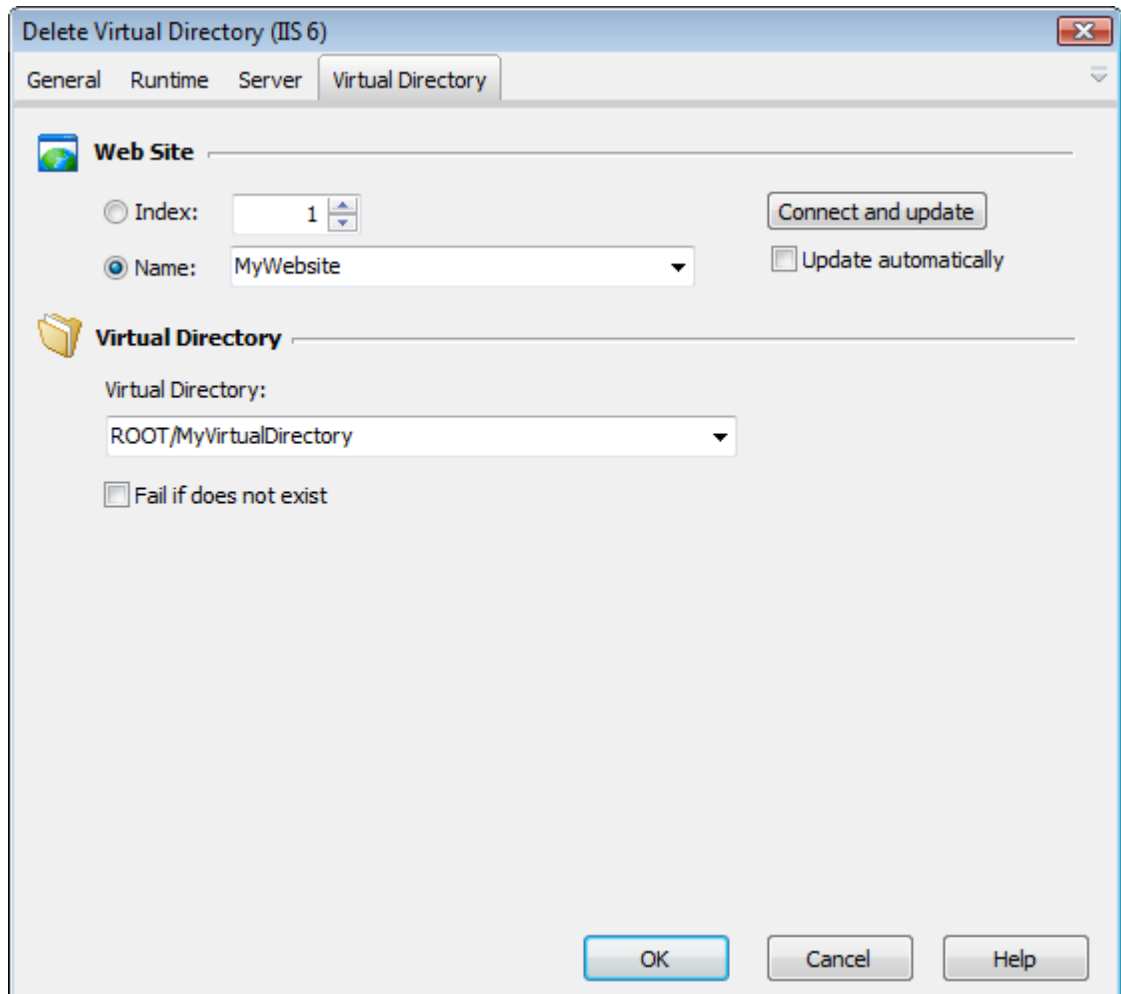 Delete Virtual Directory (IIS 6)
General Runtime Server Virtual Directory
Web Site
Index: 1 Connect and update
Name: MyWebsite Update automatically
Virtual Directory
Virtual Directory:
ROOT/MyVirtualDirectory
Fail if does not exist
OK Cancel Help